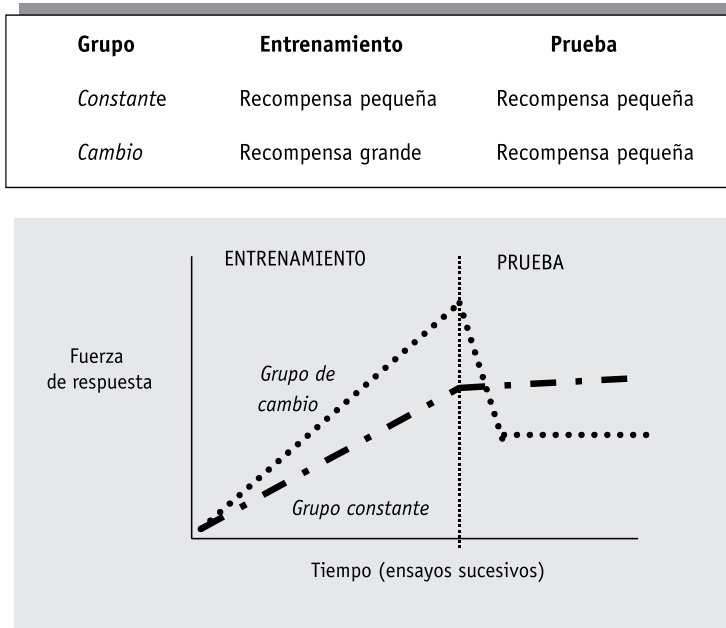 Grupo Entrenamiento Prueba
Constante Recompensa pequeña Recompensa pequeña
Cambio Recompensa grande Recompensa pequeña
ENTRENAMIENTO PRUEBA
Fuerza
de respuesta
Grupo de
cambio
Grupo constante
Tiempo (ensayos sucesivos)